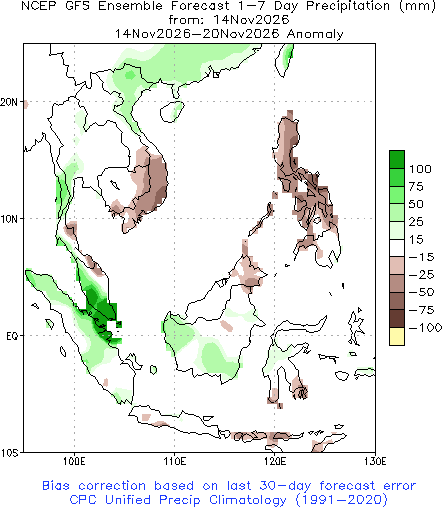 NCEP GFS Ensemble Forecast 1−7 Day Precipitation (mm)
from: 14Nov2026
14Nov2026−20Nov2026 Anomaly
20N
10N
EQ
10S
100E
110E
120E
130E
100
75
50
25
15
−15
−25
−50
−75
−100
Bias correction based on last 30−day forecast error
CPC Unified Precip Climatology (1991−2020)